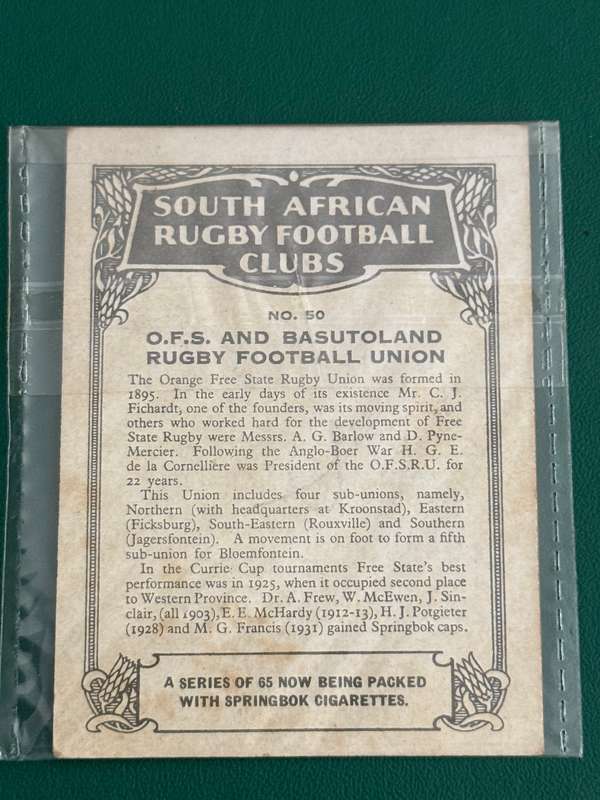 SOUTH AFRICAN
RUGBY FOOTBALL
CLUBS
NO. 50
O.F.S. AND BASUTOLAND
RUGBY FOOTBALL UNION
The Orange Free State Rugby Union was formed in
1895. In the early days of its existence Mr. C. J.
Fichardt, one of the founders, was its moving spirit, and
others who worked hard for the development of Free
State Rugby were Messrs. A. G. Barlow and D. Pyne-
Mercier. Following the Anglo-Boer War H. G. E.
de la Cornelliere was President of the O.F.S.R.U. for
22 years.
This Union includes four sub-unions, namely,
Northern (with headquarters at Kroonstad), Eastern
(Ficksburg), South-Eastern (Rouxville) and Southern
(Jagersfontein). A movement is on foot to form a fifth
sub-union for Bloemfontein.
In the Currie Cup tournaments Free State's best
performance was in 1925, when it occupied second place
to Western Province. Dr. A. Frew, W. McEwen, J. Sin-
clair, (all 1903), E. E. McHardy (1912-13), H. J. Potgieter
(1928) and M. G. Francis (1931) gained Springbok caps.
A SERIES OF 65 NOW BEING PACKED
WITH SPRINGBOK CIGARETTES.